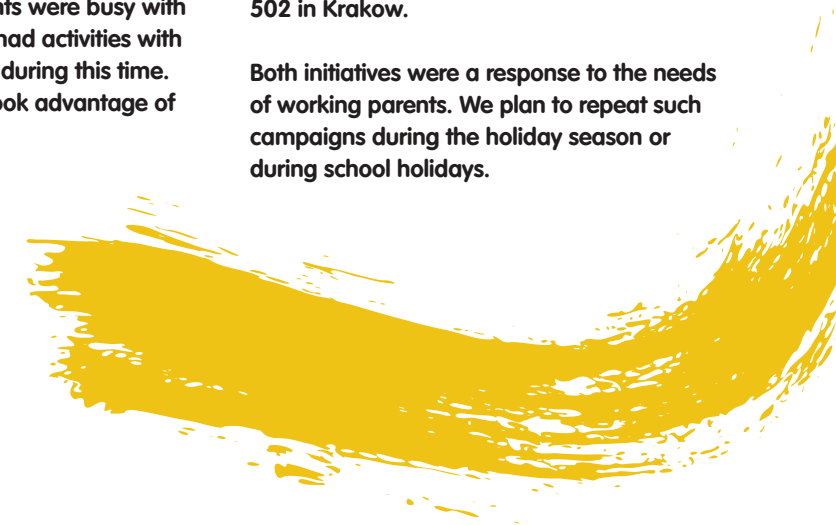 were busy with
had activities with
during this time.
advantage of
502 in Krakow.
Both initiatives were a response to the needs
of working parents. We plan to repeat such
campaigns during the holiday season or
during school holidays.